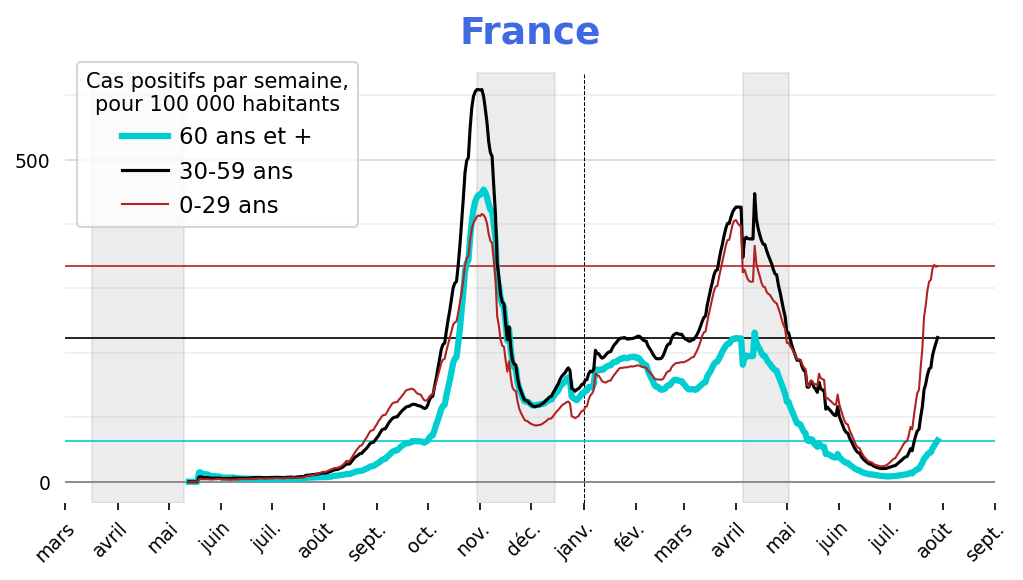 France
Cas positifs par semaine,
pour 100 000 habitants
60 ans et +
30-59 ans
0-29 ans
500
0
mars avril mai juin juil. août sept. oct. nov. déc. janv. fév. mars avril mai juin juil. août sept.